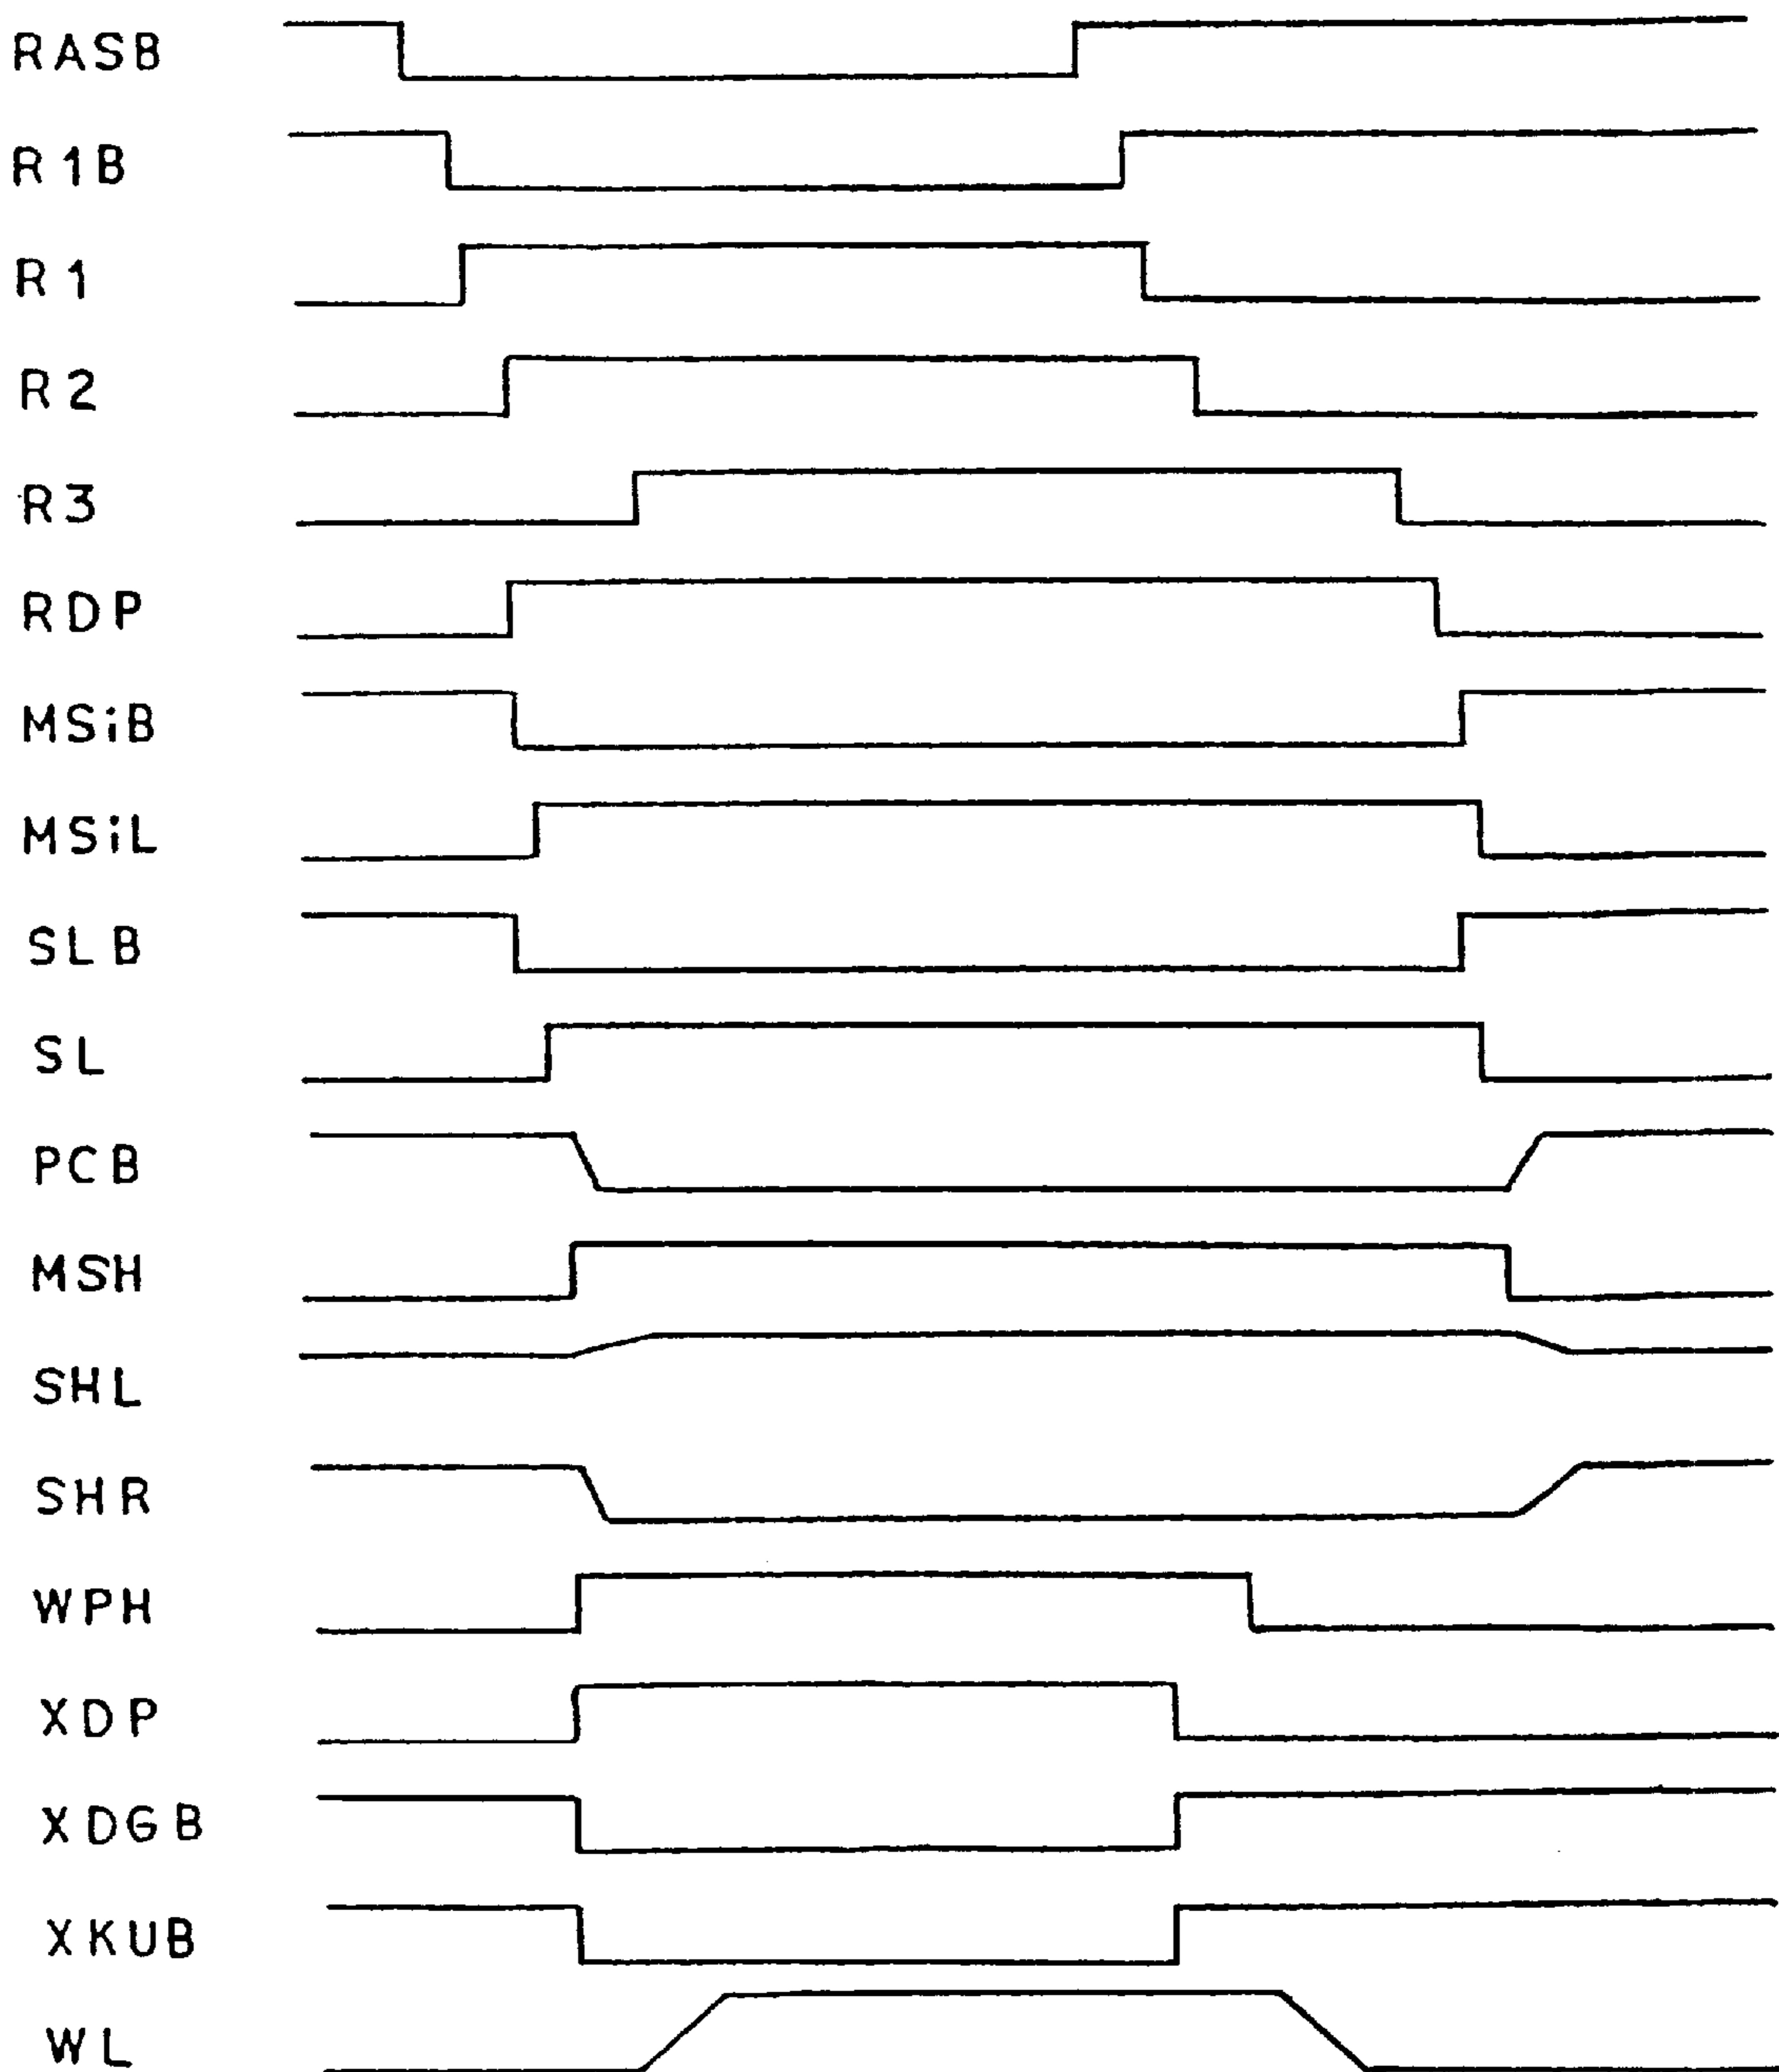 RASB
R1B
R1
R2
R3
RDP
MSiB
MSiL
SLB
SL
PCB
MSH
SHL
SHR
WPH
XDP
XDGB
XKUB
WL